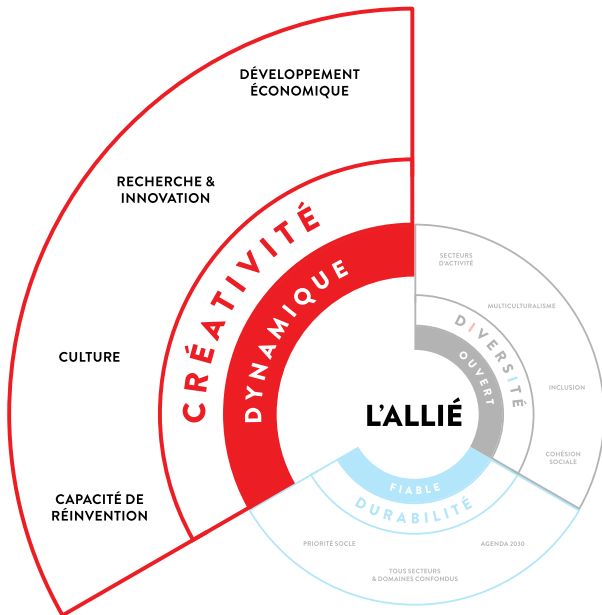 DÉVELOPPEMENT
ÉCONOMIQUE
RECHERCHE &
INNOVATION
CULTURE
CAPACITÉ DE
RÉINVENTION
CRÉATIVITÉ
DYNAMIQUE
L'ALLIÉ
SECTEURS
D'ACTIVITÉ
MULTICULTURALISME
INCLUSION
COHÉSION
SOCIALE
DIVERSITÉ
OUVERT
FIABLE
DURABILITÉ
PRIORITÉ SOCLE
AGENDA 2030
TOUS SECTEURS
& DOMAINES CONFONDUS